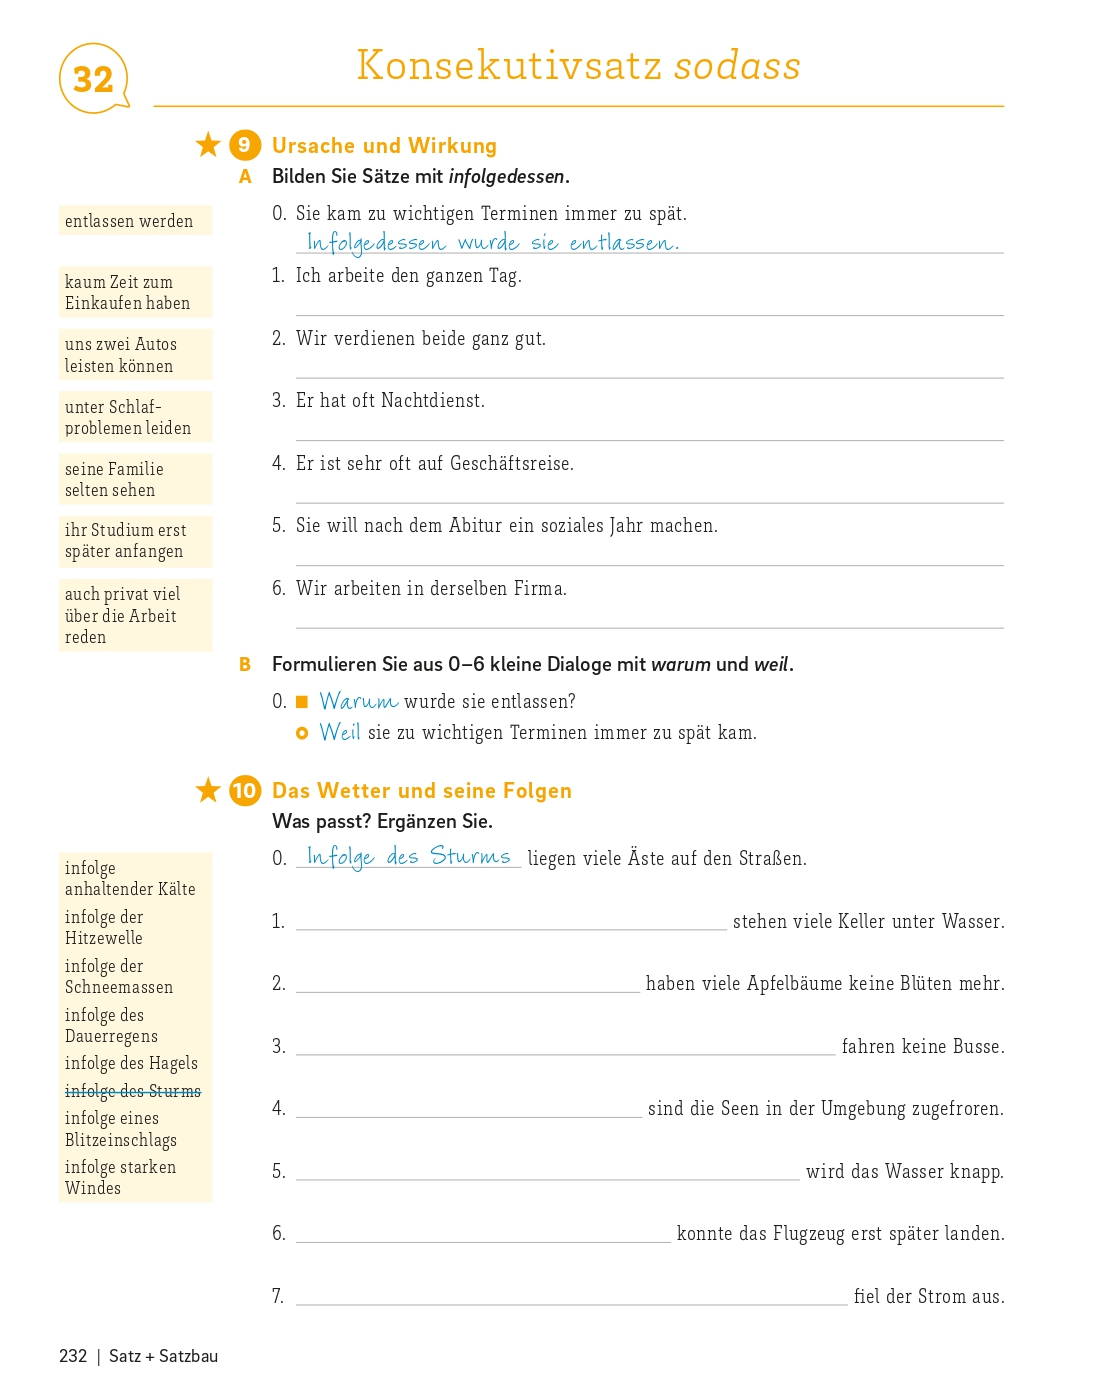 32
Konsekutivsatz sodass
9 Ursache und Wirkung
A Bilden Sie Sätze mit infolgedessen.
entlassen werden
0. Sie kam zu wichtigen Terminen immer zu spät.
Infolgedessen wurde sie entlassen.
kaum Zeit zum
Einkaufen haben
1. Ich arbeite den ganzen Tag.
uns zwei Autos
leisten können
2. Wir verdienen beide ganz gut.
unter Schlaf-
problemen leiden
3. Er hat oft Nachtdienst.
seine Familie
selten sehen
4. Er ist sehr oft auf Geschäftsreise.
ihr Studium erst
später anfangen
5. Sie will nach dem Abitur ein soziales Jahr machen.
auch privat viel
über die Arbeit
reden
6. Wir arbeiten in derselben Firma.
B Formulieren Sie aus 0–6 kleine Dialoge mit warum und weil.
0. Warum wurde sie entlassen?
Weil sie zu wichtigen Terminen immer zu spät kam.
10 Das Wetter und seine Folgen
Was passt? Ergänzen Sie.
infolge
anhaltender Kälte
infolge der
Hitzewelle
infolge der
Schneemassen
infolge des
Dauerregens
infolge des Hagels
infolge des Sturms
infolge eines
Blitzeinschlags
infolge starken
Windes
0. Infolge des Sturms liegen viele Äste auf den Straßen.
1. stehen viele Keller unter Wasser.
2. haben viele Apfelbäume keine Blüten mehr.
3. fahren keine Busse.
4. sind die Seen in der Umgebung zugefroren.
5. wird das Wasser knapp.
6. konnte das Flugzeug erst später landen.
7. fiel der Strom aus.
232 | Satz + Satzbau